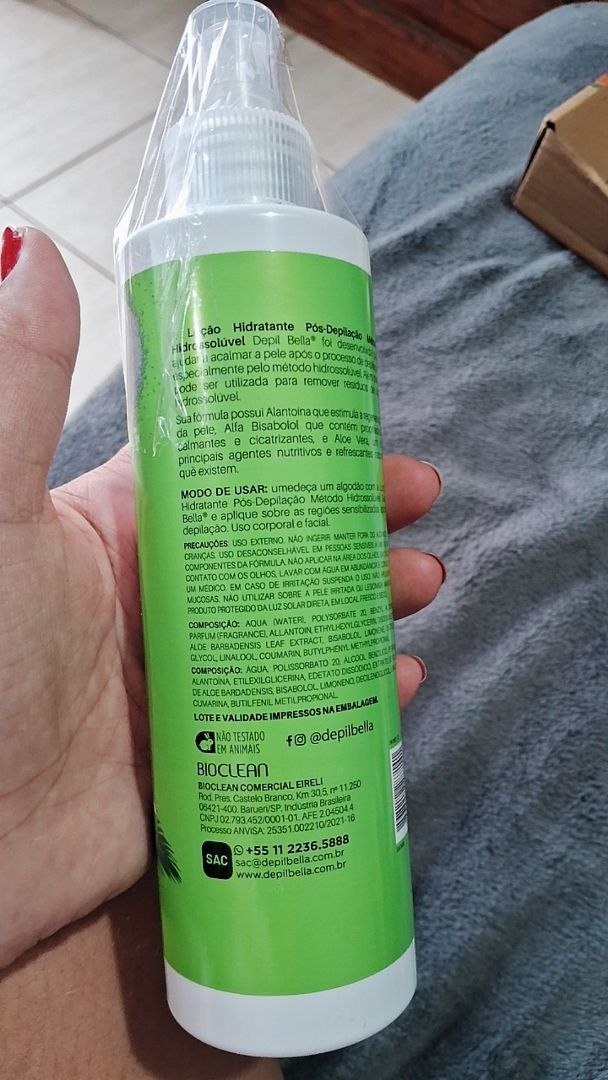 Loção Hidratante Pós-Depilação
Hidrossolúvel Depil Bella® foi
ajudar a acalmar a pele após o processo de
especialmente pelo método hidrossolúvel.
pode ser utilizada para remover resíduos
hidrossolúvel.
Sua fórmula possui Alantoína que estimula a
da pele, Alfa Bisabolol que contém
calmantes e cicatrizantes, e Aloe Vera,
principais agentes nutritivos e refrescantes
que existem.
MODO DE USAR: umedeça um algodão com a
Hidratante Pós-Depilação Método Hidrossolúvel
Bella® e aplique sobre as regiões sensibilizadas
depilação. Uso corporal e facial.
PRECAUÇÕES: USO EXTERNO. NÃO INGERIR. MANTER FORA DO
CRIANÇAS. USO DESACONSELHÁVEL EM PESSOAS SENSÍVEIS
COMPONENTES DA FÓRMULA. NÃO APLICAR NA ÁREA DOS OLHOS.
CONTATO COM OS OLHOS, LAVAR COM ÁGUA EM ABUNDÂNCIA E
UM MÉDICO. EM CASO DE IRRITAÇÃO SUSPENDA O USO. NÃO
MUCOSAS. NÃO UTILIZAR SOBRE A PELE IRRITADA OU
PRODUTO PROTEGIDO DA LUZ SOLAR DIRETA, EM LOCAL FRESCO E
COMPOSIÇÃO: AQUA (WATER), POLYSORBATE 20,
PARFUM (FRAGRANCE), ALLANTOIN, ETHYLHEXYLGLYCERIN,
ALOE BARBADENSIS LEAF EXTRACT, BISABOLOL, LIMONENE,
GLYCOL, LINALOOL, COUMARIN, BUTYLPHENYL
COMPOSIÇÃO: ÁGUA, POLISSORBATO 20, ÁLCOOL
ALANTOÍNA, ETILEXILGLICERINA, EDETATO DISSÓDICO,
DE ALOE BARDADENSIS, BISABOLOL, LIMONENO,
CUMARINA, BUTILFENIL METILPROPIONAL.
LOTE E VALIDADE IMPRESSOS NA EMBALAGEM.
NÃO TESTADO
EM ANIMAIS
@depilbella
BIOCLEAN
BIOCLEAN COMERCIAL EIRELI
Rod. Pres. Castelo Branco, Km 30,5, nº 11.250
06421-400. Barueri/SP. Indústria Brasileira
CNPJ 02.793.452/0001-01. AFE 2.04504.4
Processo ANVISA: 25351.002210/2021-16
SAC
+55 11 2236.5888
sac@depilbella.com.br
www.depilbella.com.br